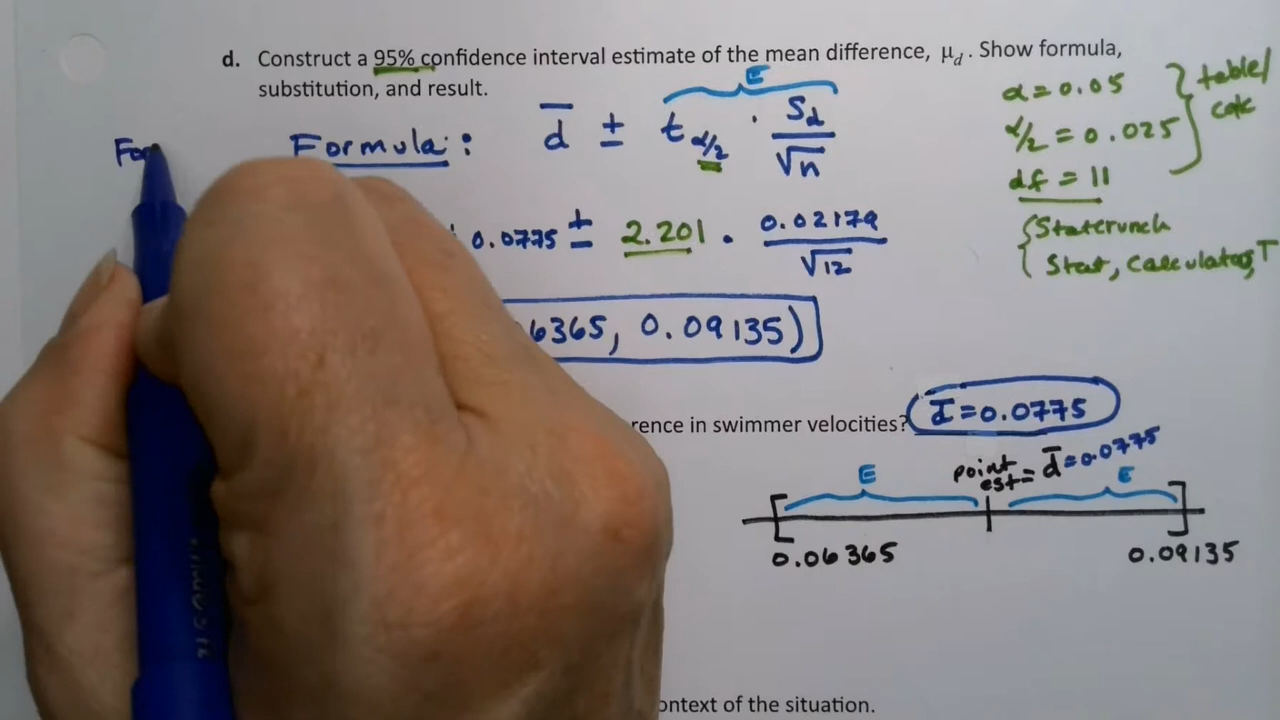 d. Construct a 95% confidence interval estimate of the mean difference, μd. Show formula,
substitution, and result.
E
Formula: d̄ ± tα/2 · sd/√n
Fo
α = 0.05
α/2 = 0.025
df = 11
} table/
calc
0.0775 ± 2.201 · 0.02179/√12
{ Statcrunch
Stat, Calculators, T
6365, 0.09135)
rence in swimmer velocities? d̄ = 0.0775
point
est = d̄ = 0.0775
E E
0.06365 0.09135
ontext of the situation.